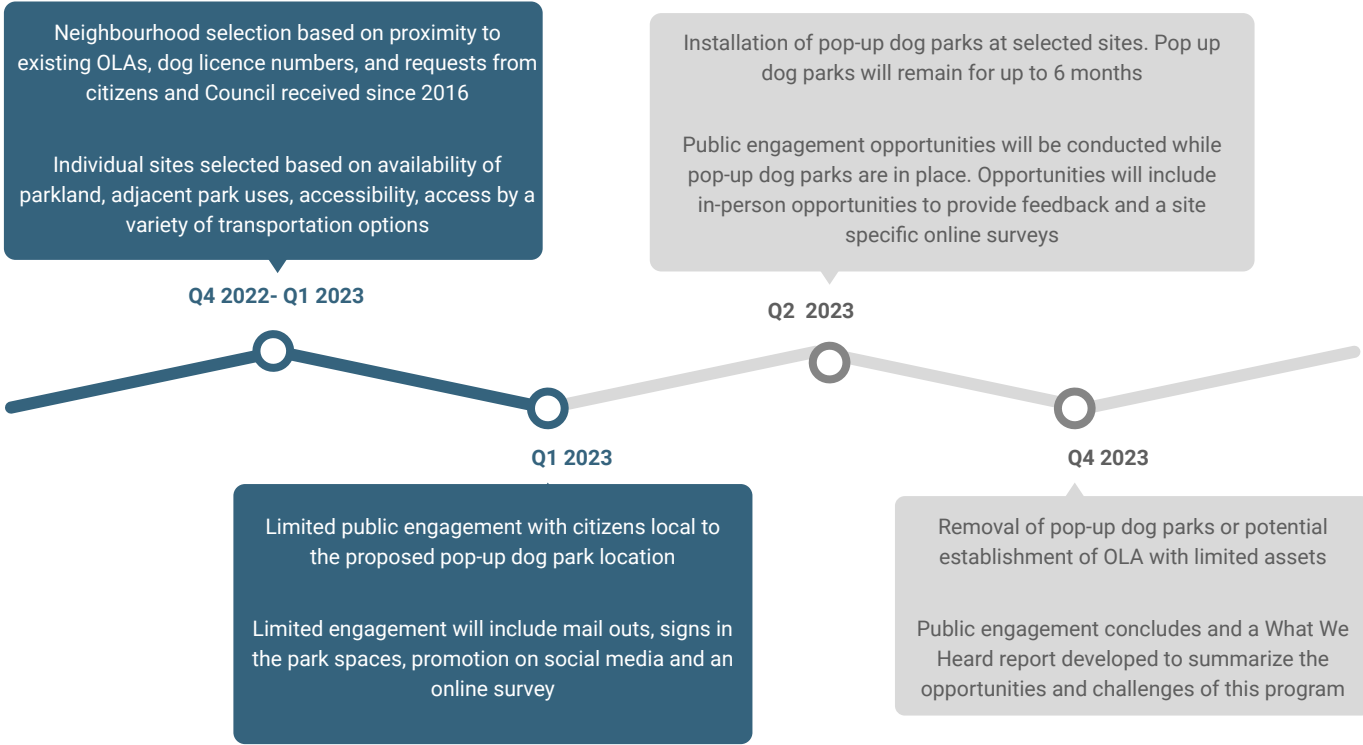 Neighbourhood selection based on proximity to
existing OLAs, dog licence numbers, and requests from
citizens and Council received since 2016
Individual sites selected based on availability of
parkland, adjacent park uses, accessibility, access by a
variety of transportation options
Q4 2022- Q1 2023
Q1 2023
Limited public engagement with citizens local to
the proposed pop-up dog park location
Limited engagement will include mail outs, signs in
the park spaces, promotion on social media and an
online survey
Installation of pop-up dog parks at selected sites. Pop up
dog parks will remain for up to 6 months
Public engagement opportunities will be conducted while
pop-up dog parks are in place. Opportunities will include
in-person opportunities to provide feedback and a site
specific online surveys
Q2 2023
Q4 2023
Removal of pop-up dog parks or potential
establishment of OLA with limited assets
Public engagement concludes and a What We
Heard report developed to summarize the
opportunities and challenges of this program